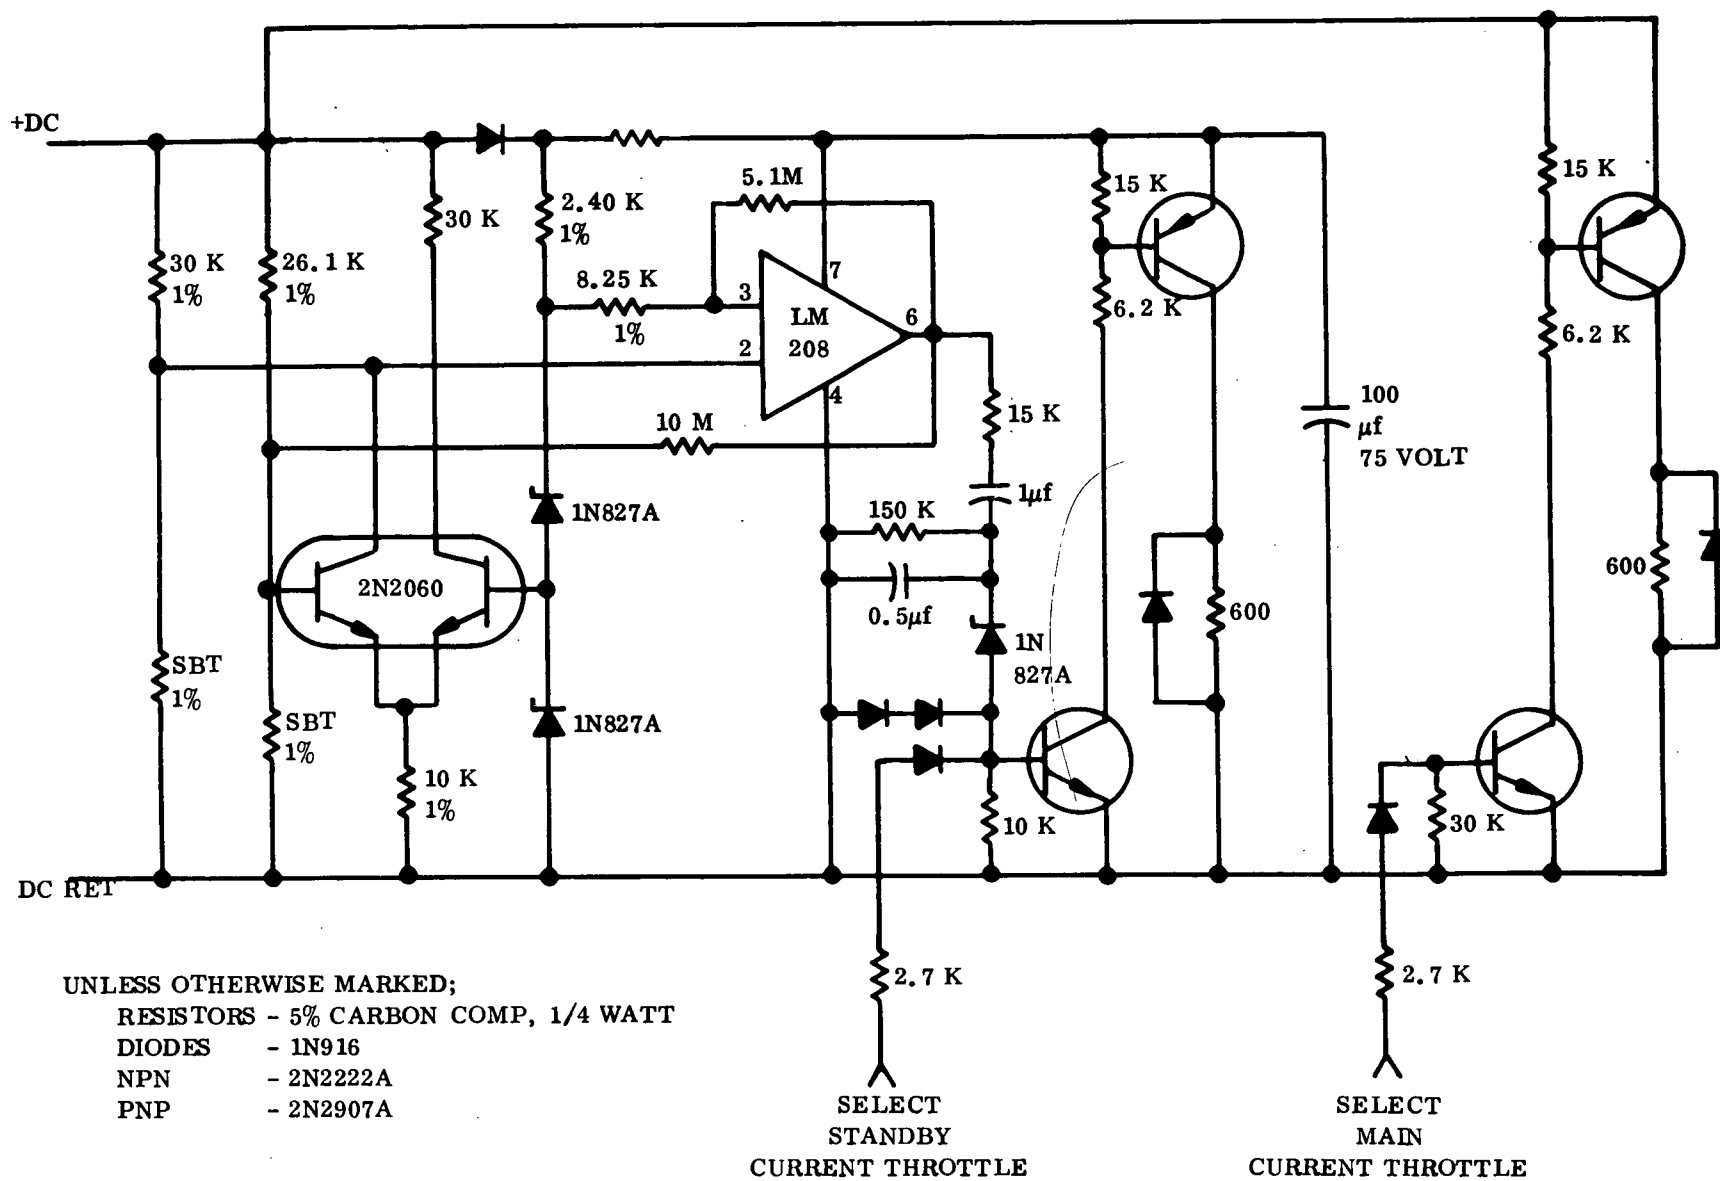 +DC
30 K
1%
26.1 K
1%
30 K
2.40 K
1%
8.25 K
1%
5.1M
3
2
7
6
4
LM
208
10 M
15 K
1µf
150 K
0.5µf
1N827A
1N827A
1N
827A
2N2060
SBT
1%
SBT
1%
10 K
1%
10 K
15 K
6.2 K
600
100
µf
75 VOLT
15 K
6.2 K
600
30 K
DC RET
2.7 K
2.7 K
UNLESS OTHERWISE MARKED;
RESISTORS - 5% CARBON COMP, 1/4 WATT
DIODES - 1N916
NPN - 2N2222A
PNP - 2N2907A
SELECT
STANDBY
CURRENT THROTTLE
SELECT
MAIN
CURRENT THROTTLE